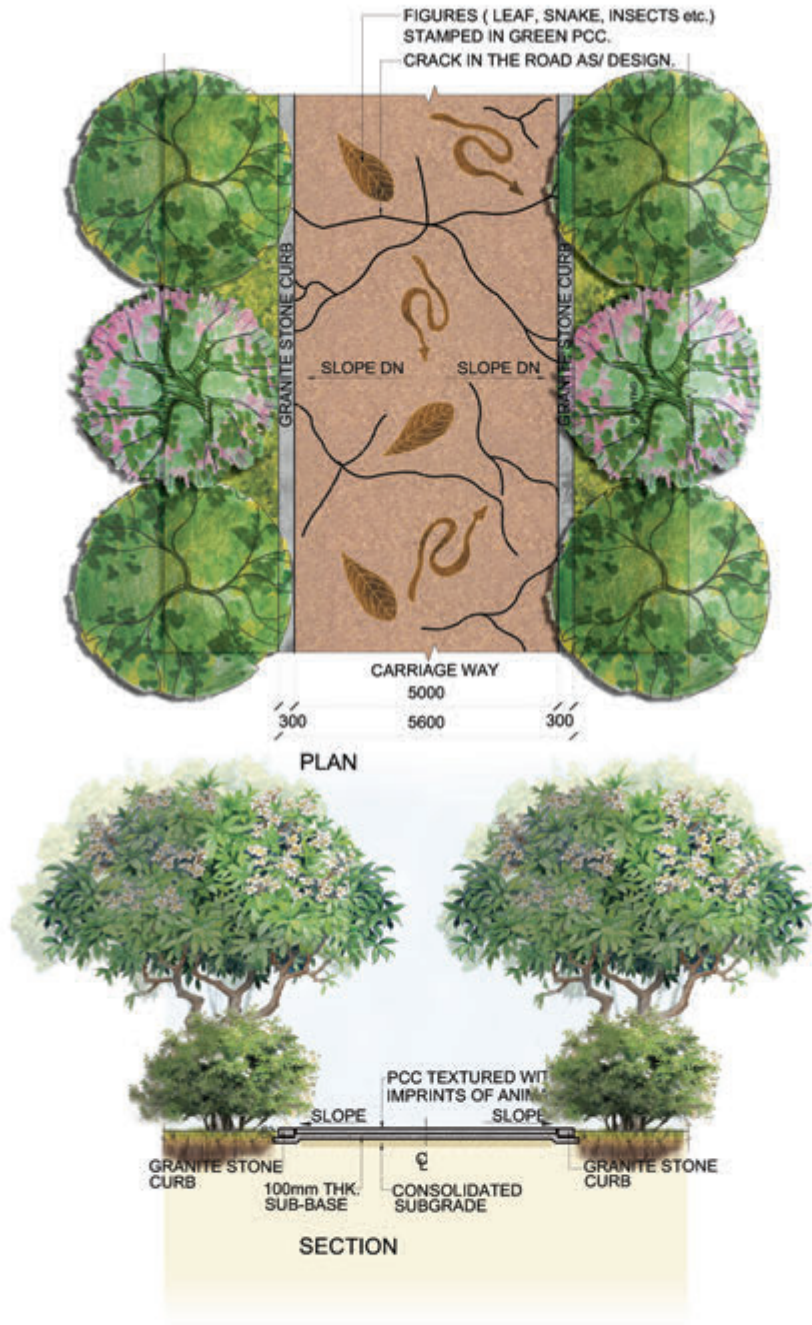 FIGURES ( LEAF, SNAKE, INSECTS etc.)
STAMPED IN GREEN PCC.
CRACK IN THE ROAD AS/ DESIGN.
GRANITE STONE CURB
GRANITE STONE CURB
SLOPE DN
SLOPE DN
CARRIAGE WAY
5000
300
5600
300
PLAN
PCC TEXTURED
IMPRINTS OF
SLOPE
SLOPE
GRANITE STONE
CURB
100mm THK.
SUB-BASE
℄
CONSOLIDATED
SUBGRADE
GRANITE STONE
CURB
SECTION